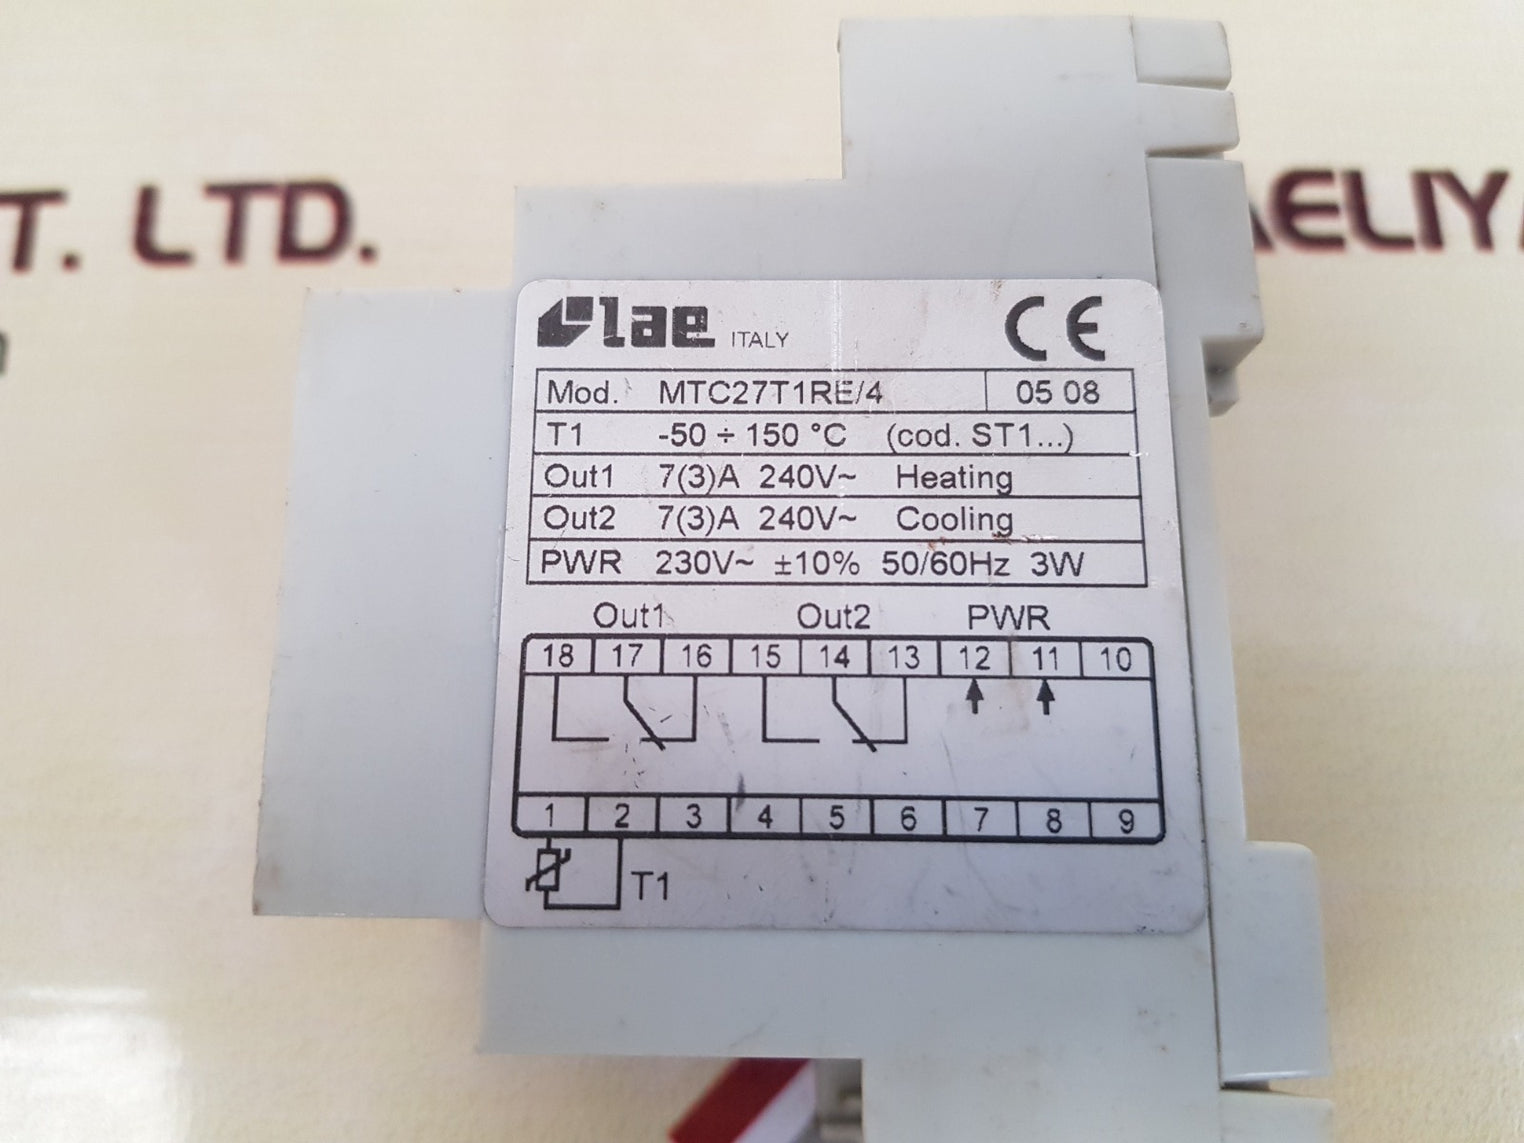 T. LTD.
AELIY
lae ITALY CE
Mod. MTC27T1RE/4 05 08
T1 -50 ÷ 150 °C (cod. ST1...)
Out1 7(3)A 240V~ Heating
Out2 7(3)A 240V~ Cooling
PWR 230V~ ±10% 50/60Hz 3W
Out1 Out2 PWR
18 17 16 15 14 13 12 11 10
1 2 3 4 5 6 7 8 9
T1